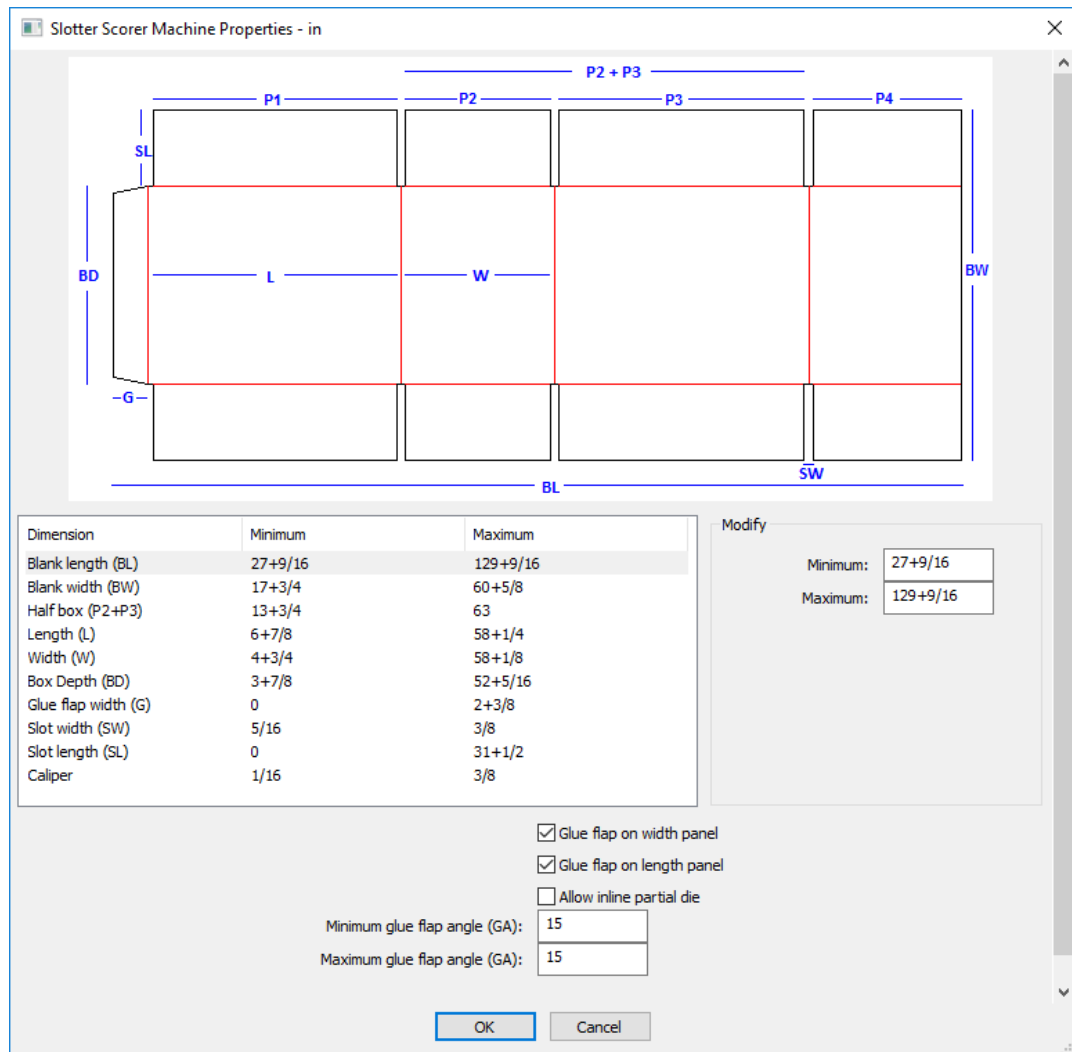 Slotter Scorer Machine Properties - in
P2 + P3
P1 P2 P3 P4
SL
BD L W BW
G
SW
BL
Dimension Minimum Maximum
Blank length (BL) 27+9/16 129+9/16
Blank width (BW) 17+3/4 60+5/8
Half box (P2+P3) 13+3/4 63
Length (L) 6+7/8 58+1/4
Width (W) 4+3/4 58+1/8
Box Depth (BD) 3+7/8 52+5/16
Glue flap width (G) 0 2+3/8
Slot width (SW) 5/16 3/8
Slot length (SL) 0 31+1/2
Caliper 1/16 3/8
Modify
Minimum: 27+9/16
Maximum: 129+9/16
Glue flap on width panel
Glue flap on length panel
Allow inline partial die
Minimum glue flap angle (GA): 15
Maximum glue flap angle (GA): 15
OK Cancel